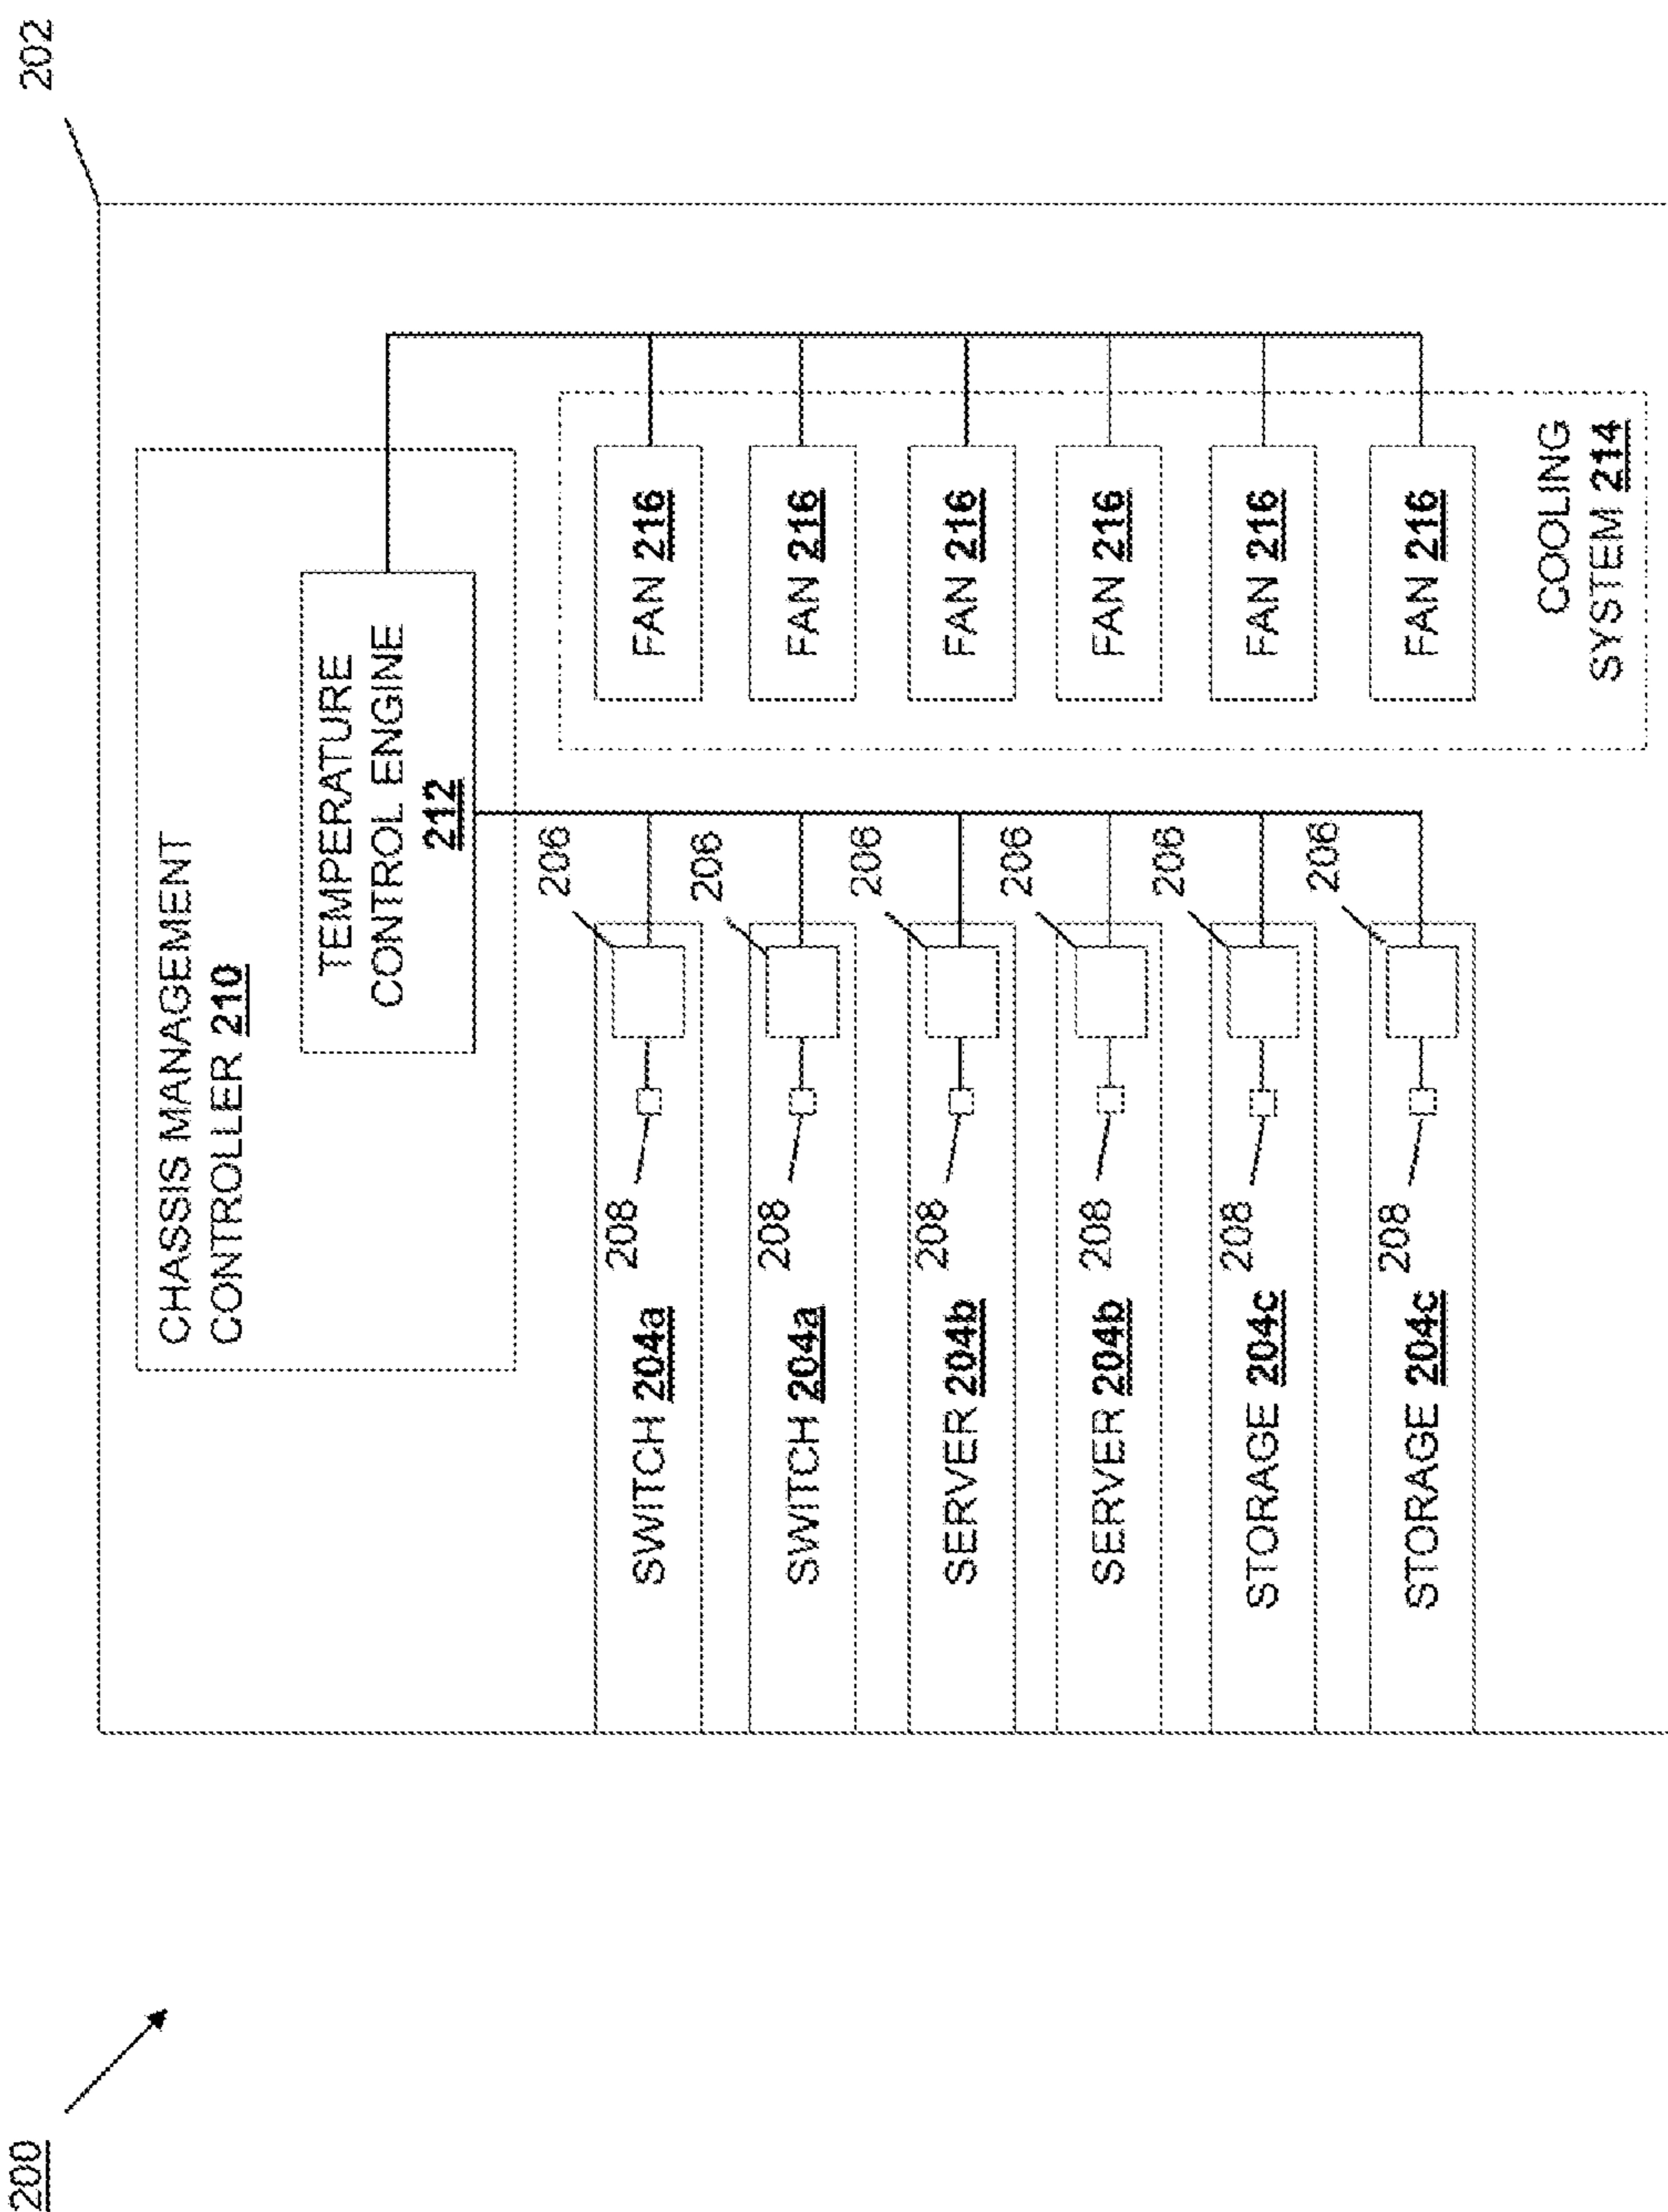 200
202
CHASSIS MANAGEMENT
CONTROLLER 210
TEMPERATURE
CONTROL ENGINE
212
206
SWITCH 204a
208
FAN 216
206
SWITCH 204a
208
FAN 216
206
SERVER 204b
208
FAN 216
206
SERVER 204b
208
FAN 216
206
STORAGE 204c
208
FAN 216
206
STORAGE 204c
208
FAN 216
COOLING
SYSTEM 214